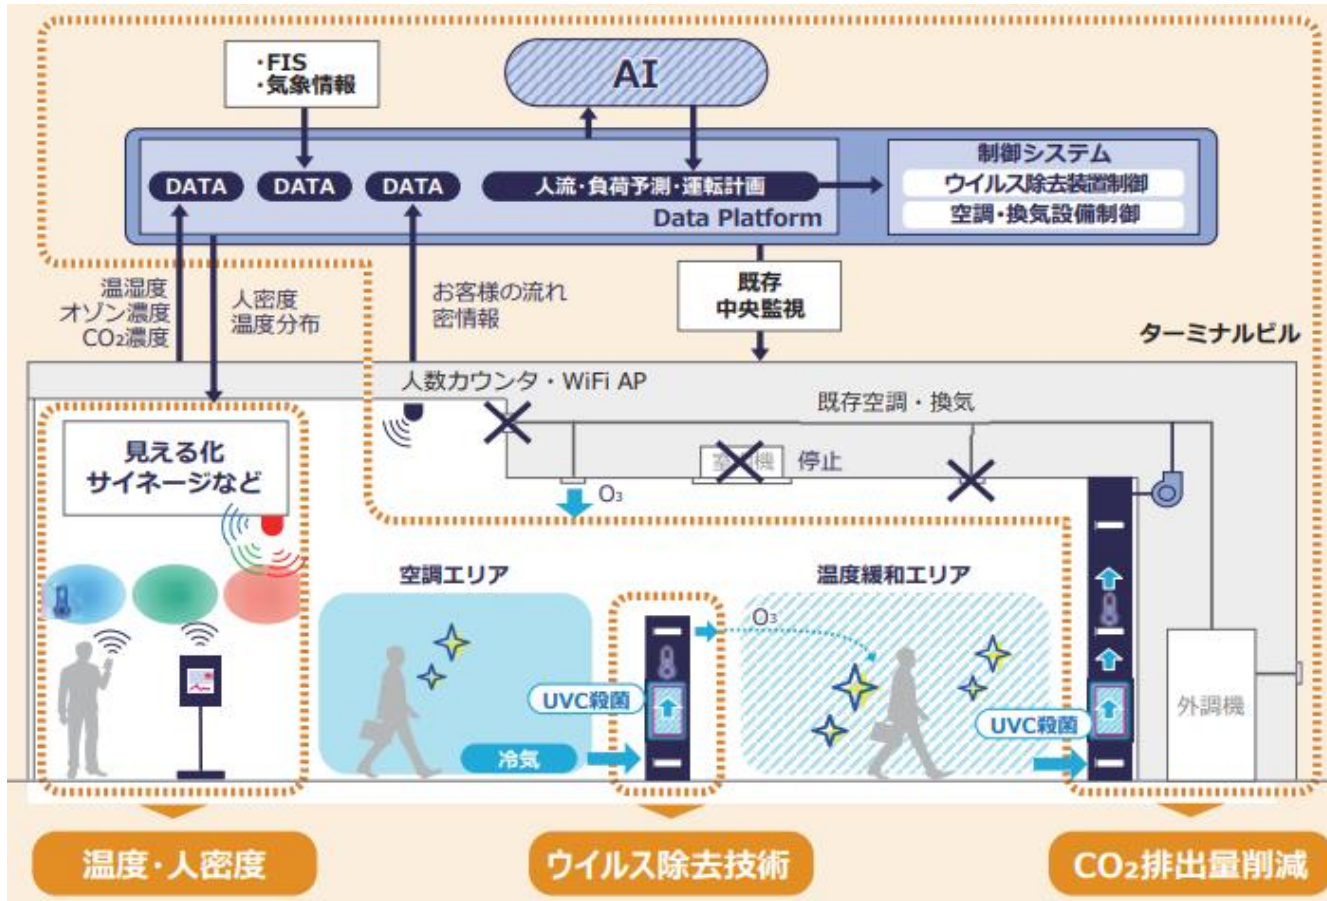 ・FIS
・気象情報
AI
DATA
DATA
DATA
人流・負荷予測・運転計画
Data Platform
制御システム
ウイルス除去装置制御
空調・換気設備制御
温湿度
オゾン濃度
CO₂濃度
人密度
温度分布
お客様の流れ
密情報
既存
中央監視
ターミナルビル
人数カウンタ・WiFi AP
既存空調・換気
見える化
サイネージなど
停止
O₃
空調エリア
温度緩和エリア
O₃
UVC殺菌
冷気
UVC殺菌
外調機
温度・人密度
ウイルス除去技術
CO₂排出量削減